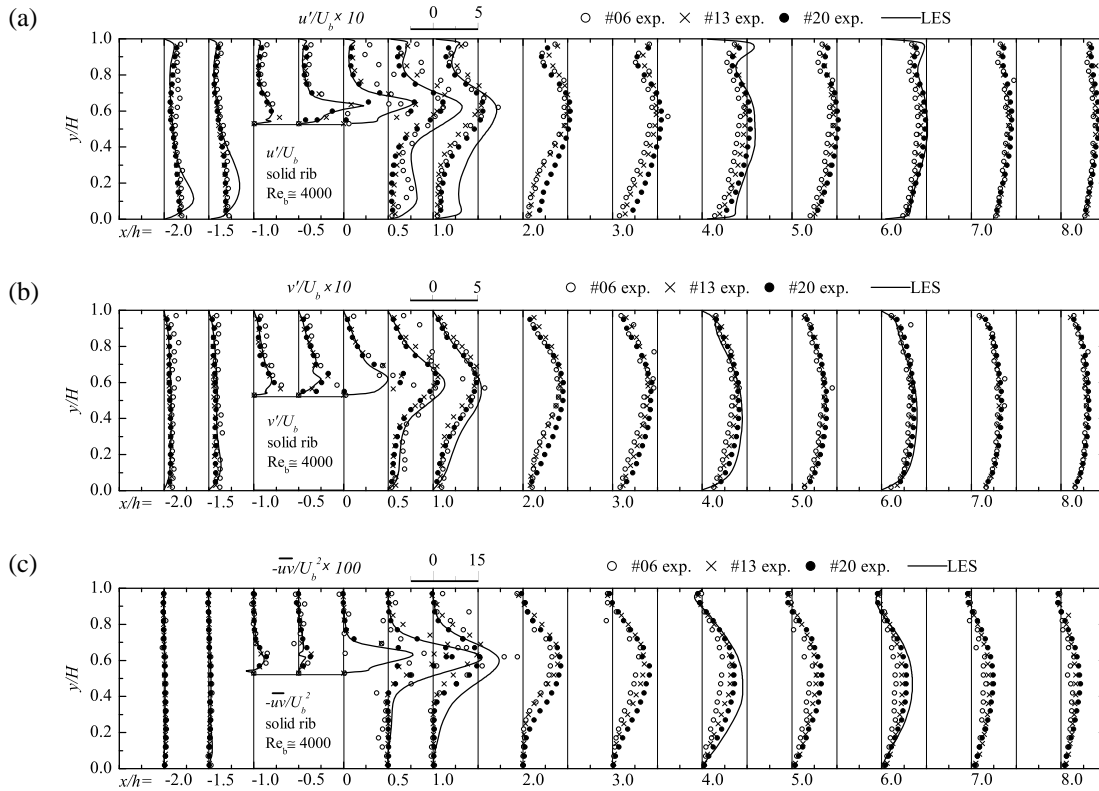 (a)
u'/U_b × 10
0 5
○ #06 exp. × #13 exp. ● #20 exp. — LES
1.0
0.8
0.6
0.4
0.2
0.0
y/H
u'/U_b
solid rib
Re_b ≅ 4000
x/h= -2.0 -1.5 -1.0 -0.5 0 0.5 1.0 2.0 3.0 4.0 5.0 6.0 7.0 8.0
(b)
v'/U_b × 10
0 5
○ #06 exp. × #13 exp. ● #20 exp. — LES
1.0
0.8
0.6
0.4
0.2
0.0
y/H
v'/U_b
solid rib
Re_b ≅ 4000
x/h= -2.0 -1.5 -1.0 -0.5 0 0.5 1.0 2.0 3.0 4.0 5.0 6.0 7.0 8.0
(c)
-u̅v̅/U_b² × 100
0 15
○ #06 exp. × #13 exp. ● #20 exp. — LES
1.0
0.8
0.6
0.4
0.2
0.0
y/H
-u̅v̅/U_b²
solid rib
Re_b ≅ 4000
x/h= -2.0 -1.5 -1.0 -0.5 0 0.5 1.0 2.0 3.0 4.0 5.0 6.0 7.0 8.0